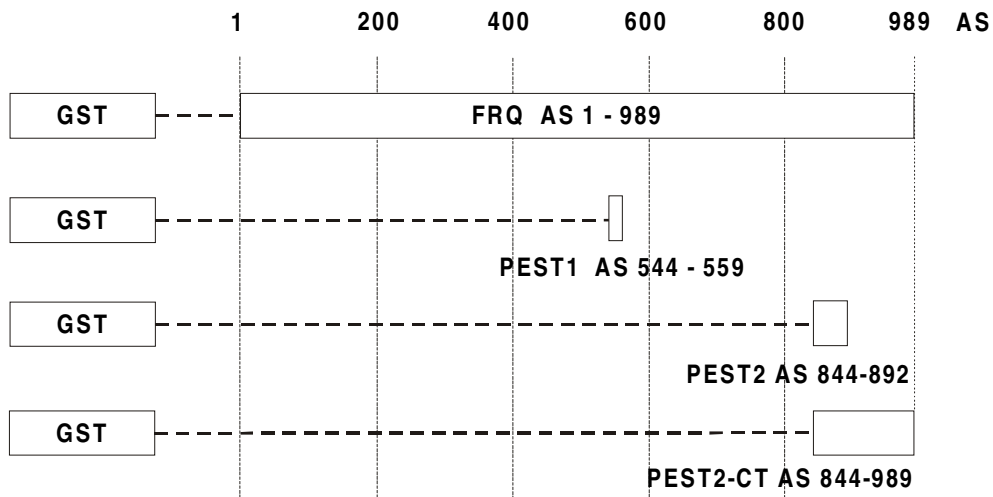 1 200 400 600 800 989 AS
GST FRQ AS 1 - 989
GST
PEST1 AS 544 - 559
GST
PEST2 AS 844-892
GST
PEST2-CT AS 844-989